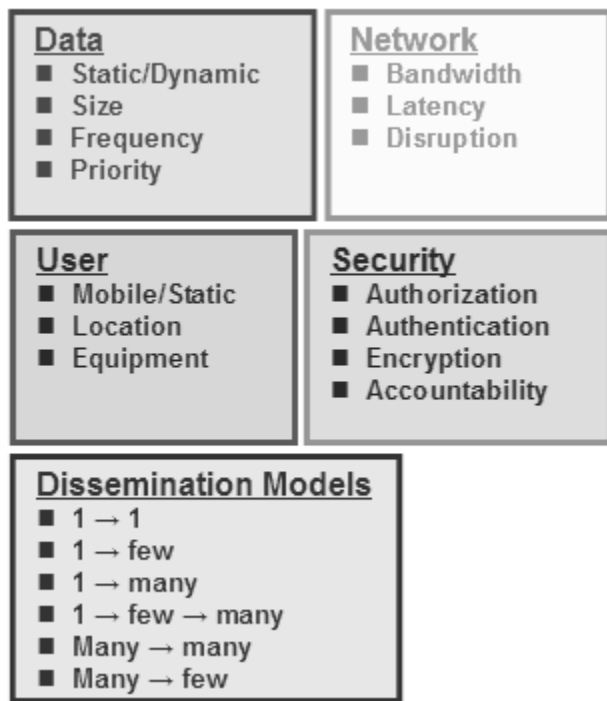 Data
■ Static/Dynamic
■ Size
■ Frequency
■ Priority
Network
■ Bandwidth
■ Latency
■ Disruption
User
■ Mobile/Static
■ Location
■ Equipment
Security
■ Authorization
■ Authentication
■ Encryption
■ Accountability
Dissemination Models
■ 1 → 1
■ 1 → few
■ 1 → many
■ 1 → few → many
■ Many → many
■ Many → few